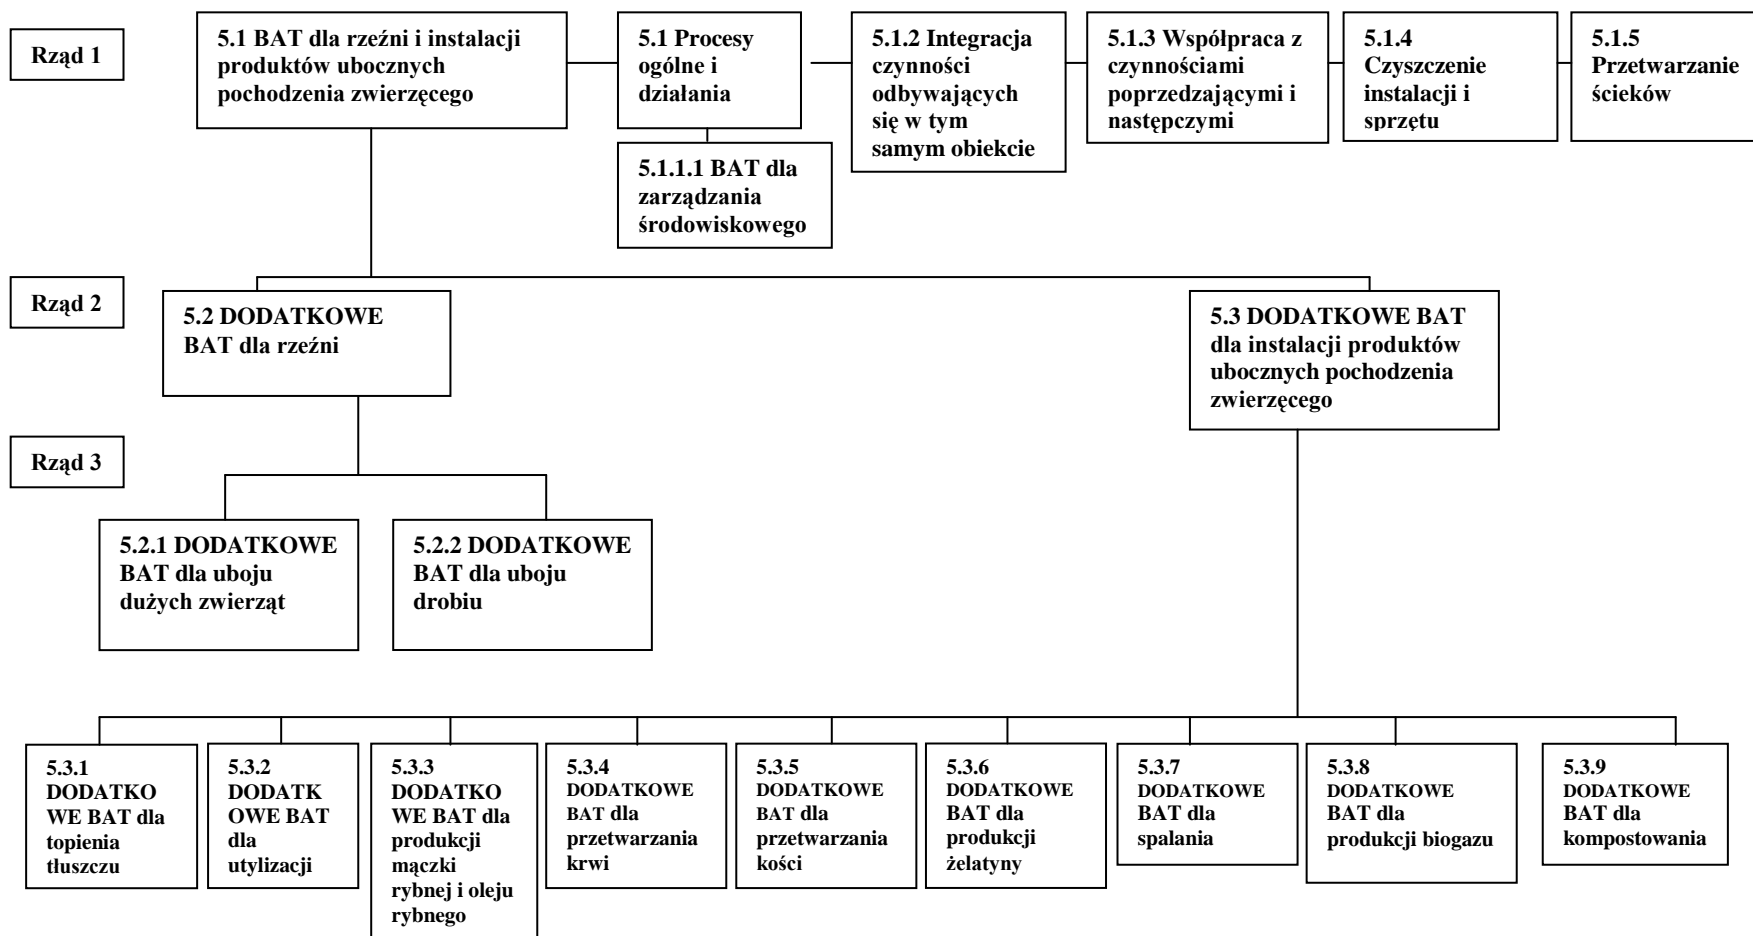 Rząd 1
5.1 BAT dla rzeźni i instalacji
produktów ubocznych
pochodzenia zwierzęcego
5.1 Procesy
ogólne i
działania
5.1.2 Integracja
czynności
odbywających
się w tym
samym obiekcie
5.1.3 Współpraca z
czynnościami
poprzedzającymi i
następczymi
5.1.4
Czyszczenie
instalacji i
sprzętu
5.1.5
Przetwarzanie
ścieków
5.1.1.1 BAT dla
zarządzania
środowiskowego
Rząd 2
5.2 DODATKOWE
BAT dla rzeźni
5.3 DODATKOWE BAT
dla instalacji produktów
ubocznych pochodzenia
zwierzęcego
Rząd 3
5.2.1 DODATKOWE
BAT dla uboju
dużych zwierząt
5.2.2 DODATKOWE
BAT dla uboju
drobiu
5.3.1
DODATKO
WE BAT dla
topienia
tłuszczu
5.3.2
DODATK
OWE BAT
dla
utylizacji
5.3.3
DODATKO
WE BAT dla
produkcji
mączki
rybnej i oleju
rybnego
5.3.4
DODATKOWE
BAT dla
przetwarzania
krwi
5.3.5
DODATKOWE
BAT dla
przetwarzania
kości
5.3.6
DODATKOWE
BAT dla
produkcji
żelatyny
5.3.7
DODATKOWE
BAT dla
spalania
5.3.8
DODATKOWE
BAT dla
produkcji biogazu
5.3.9
DODATKOWE
BAT dla
kompostowania